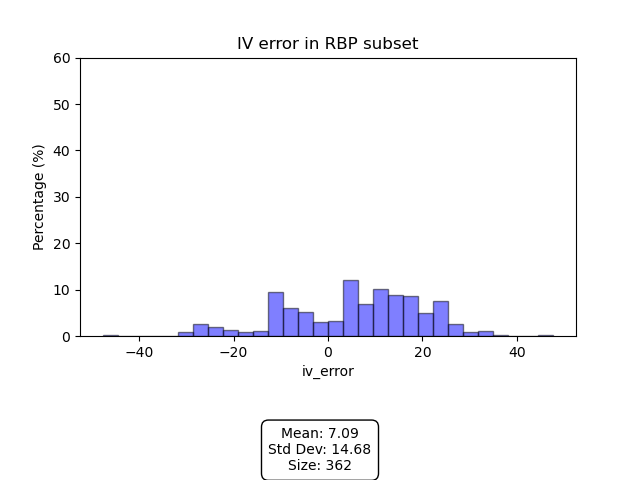 IV error in RBP subset
60
50
40
30
20
10
0
Percentage (%)
−40
−20
0
20
40
iv_error
Mean: 7.09
Std Dev: 14.68
Size: 362